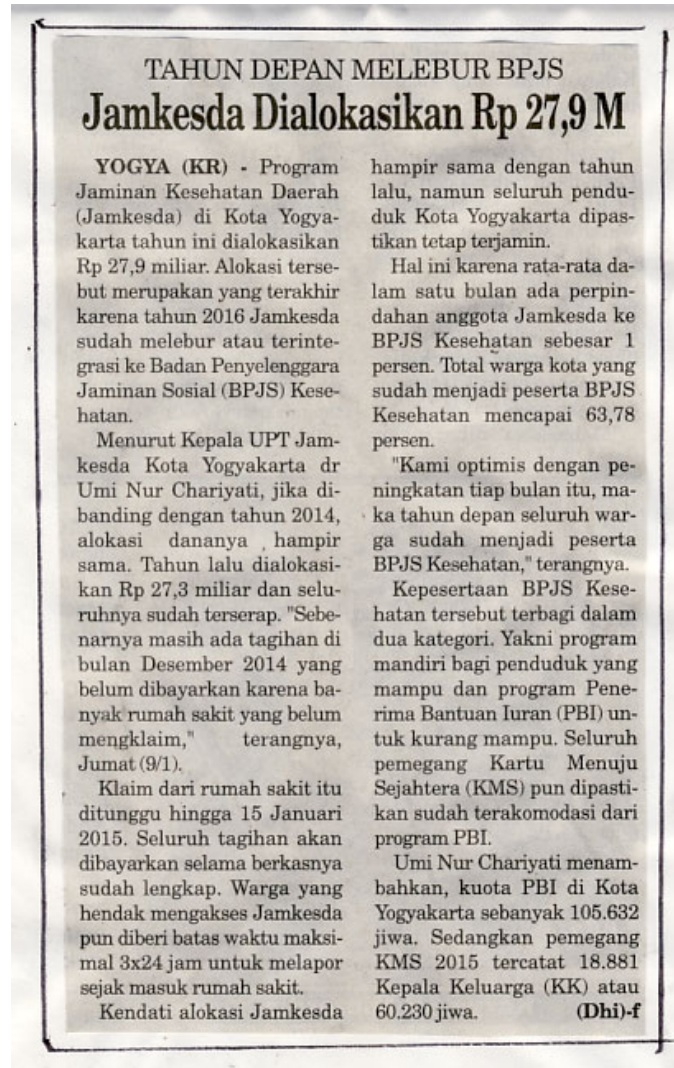 TAHUN DEPAN MELEBUR BPJS
Jamkesda Dialokasikan Rp 27,9 M
YOGYA (KR) - Program
Jaminan Kesehatan Daerah
(Jamkesda) di Kota Yogya-
karta tahun ini dialokasikan
Rp 27,9 miliar. Alokasi terse-
but merupakan yang terakhir
karena tahun 2016 Jamkesda
sudah melebur atau terinte-
grasi ke Badan Penyelenggara
Jaminan Sosial (BPJS) Kese-
hatan.
Menurut Kepala UPT Jam-
kesda Kota Yogyakarta dr
Umi Nur Chariyati, jika di-
banding dengan tahun 2014,
alokasi dananya hampir
sama. Tahun lalu dialokasi-
kan Rp 27,3 miliar dan selu-
ruhnya sudah terserap. "Sebe-
narnya masih ada tagihan di
bulan Desember 2014 yang
belum dibayarkan karena ba-
nyak rumah sakit yang belum
mengklaim," terangnya,
Jumat (9/1).
Klaim dari rumah sakit itu
ditunggu hingga 15 Januari
2015. Seluruh tagihan akan
dibayarkan selama berkasnya
sudah lengkap. Warga yang
hendak mengakses Jamkesda
pun diberi batas waktu maksi-
mal 3x24 jam untuk melapor
sejak masuk rumah sakit.
Kendati alokasi Jamkesda
hampir sama dengan tahun
lalu, namun seluruh pendu-
duk Kota Yogyakarta dipas-
tikan tetap terjamin.
Hal ini karena rata-rata da-
lam satu bulan ada perpin-
dahan anggota Jamkesda ke
BPJS Kesehatan sebesar 1
persen. Total warga kota yang
sudah menjadi peserta BPJS
Kesehatan mencapai 63,78
persen.
"Kami optimis dengan pe-
ningkatan tiap bulan itu, ma-
ka tahun depan seluruh war-
ga sudah menjadi peserta
BPJS Kesehatan," terangnya.
Kepesertaan BPJS Kese-
hatan tersebut terbagi dalam
dua kategori. Yakni program
mandiri bagi penduduk yang
mampu dan program Pene-
rima Bantuan Iuran (PBI) un-
tuk kurang mampu. Seluruh
pemegang Kartu Menuju
Sejahtera (KMS) pun dipasti-
kan sudah terakomodasi dari
program PBI.
Umi Nur Chariyati menam-
bahkan, kuota PBI di Kota
Yogyakarta sebanyak 105.632
jiwa. Sedangkan pemegang
KMS 2015 tercatat 18.881
Kepala Keluarga (KK) atau
60.230 jiwa. (Dhi)-f